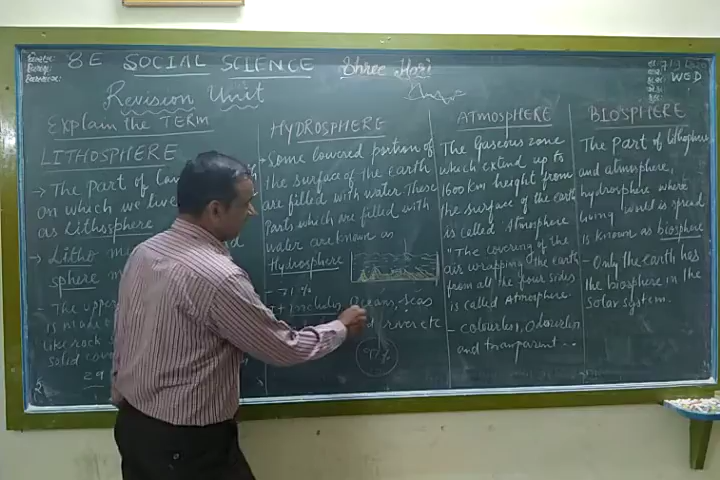 8E SOCIAL SCIENCE Shree Hari
WED
Revision Unit
Explain the TERM
LITHOSPHERE
→ The part of
on which we live
as Lithosphere
→ Litho
sphere
→ The upper
is made
like rock
solid
29
HYDROSPHERE
→ Some lowered portion of
the surface of the earth
are filled with water These
Parts which are filled with
water are known as
Hydrosphere
- 71%
Includes Oceans, seas
river etc
97%
ATMOSPHERE
The Gaseous zone
which extend up to
1600 km height from
the surface of the earth
is called Atmosphere
"The covering of the
air wrapping the earth
from all the four sides
is called Atmosphere.
- colourless, odourless
and transparent...
BIOSPHERE
The part of lithosphere
and atmosphere,
hydrosphere where
living world is spread
is known as biosphere
- Only the earth has
the biosphere in the
solar system.